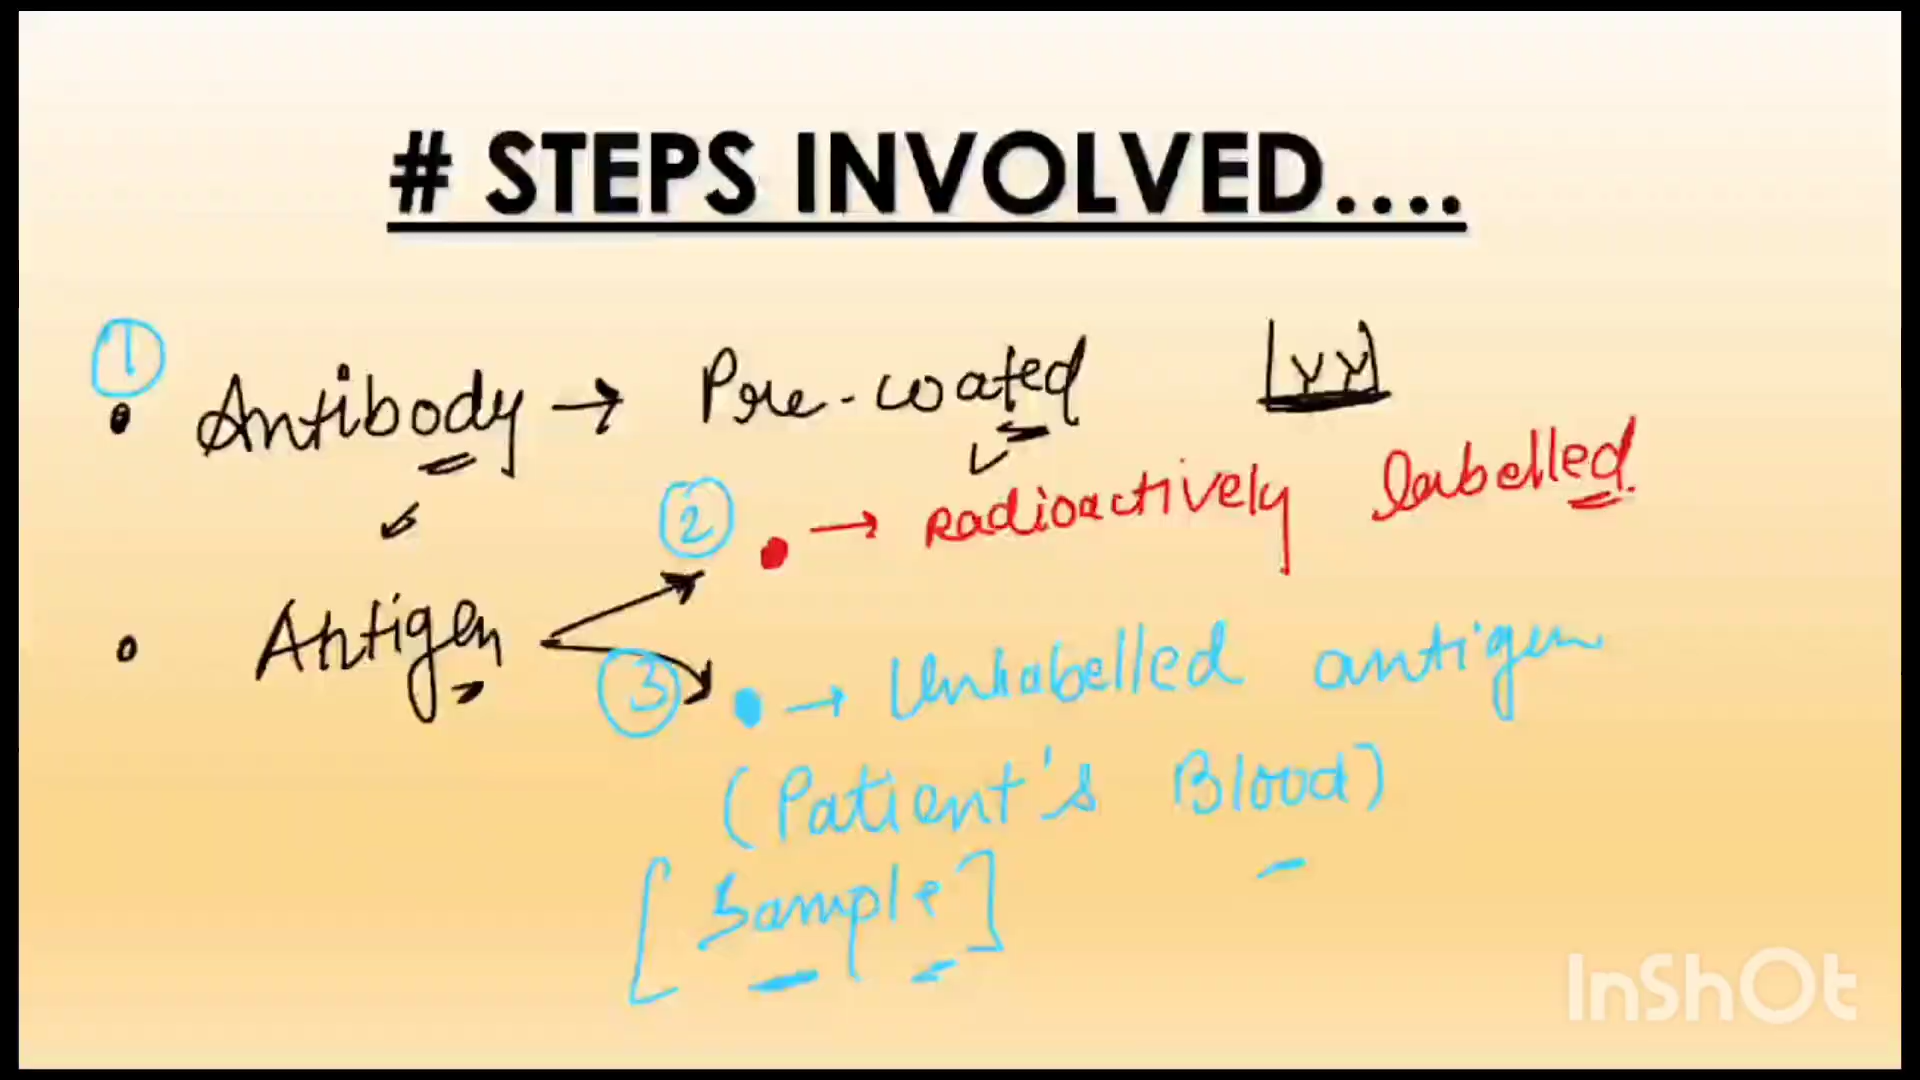 # STEPS INVOLVED....
1
• Antibody → Pre-coated
2 • → radioactively labelled.
• Antigen
3 • → Unlabelled antigen
(Patient's Blood)
[Sample]
InShOt